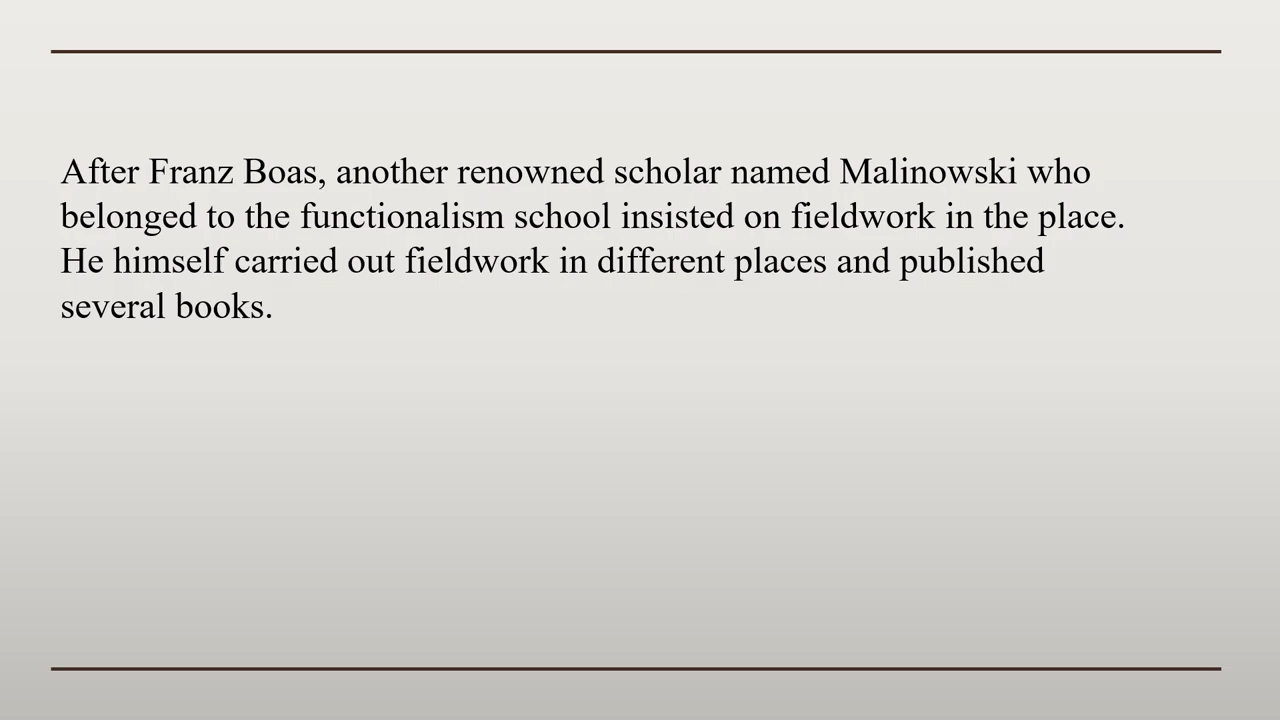 After Franz Boas, another renowned scholar named Malinowski who
belonged to the functionalism school insisted on fieldwork in the place.
He himself carried out fieldwork in different places and published
several books.